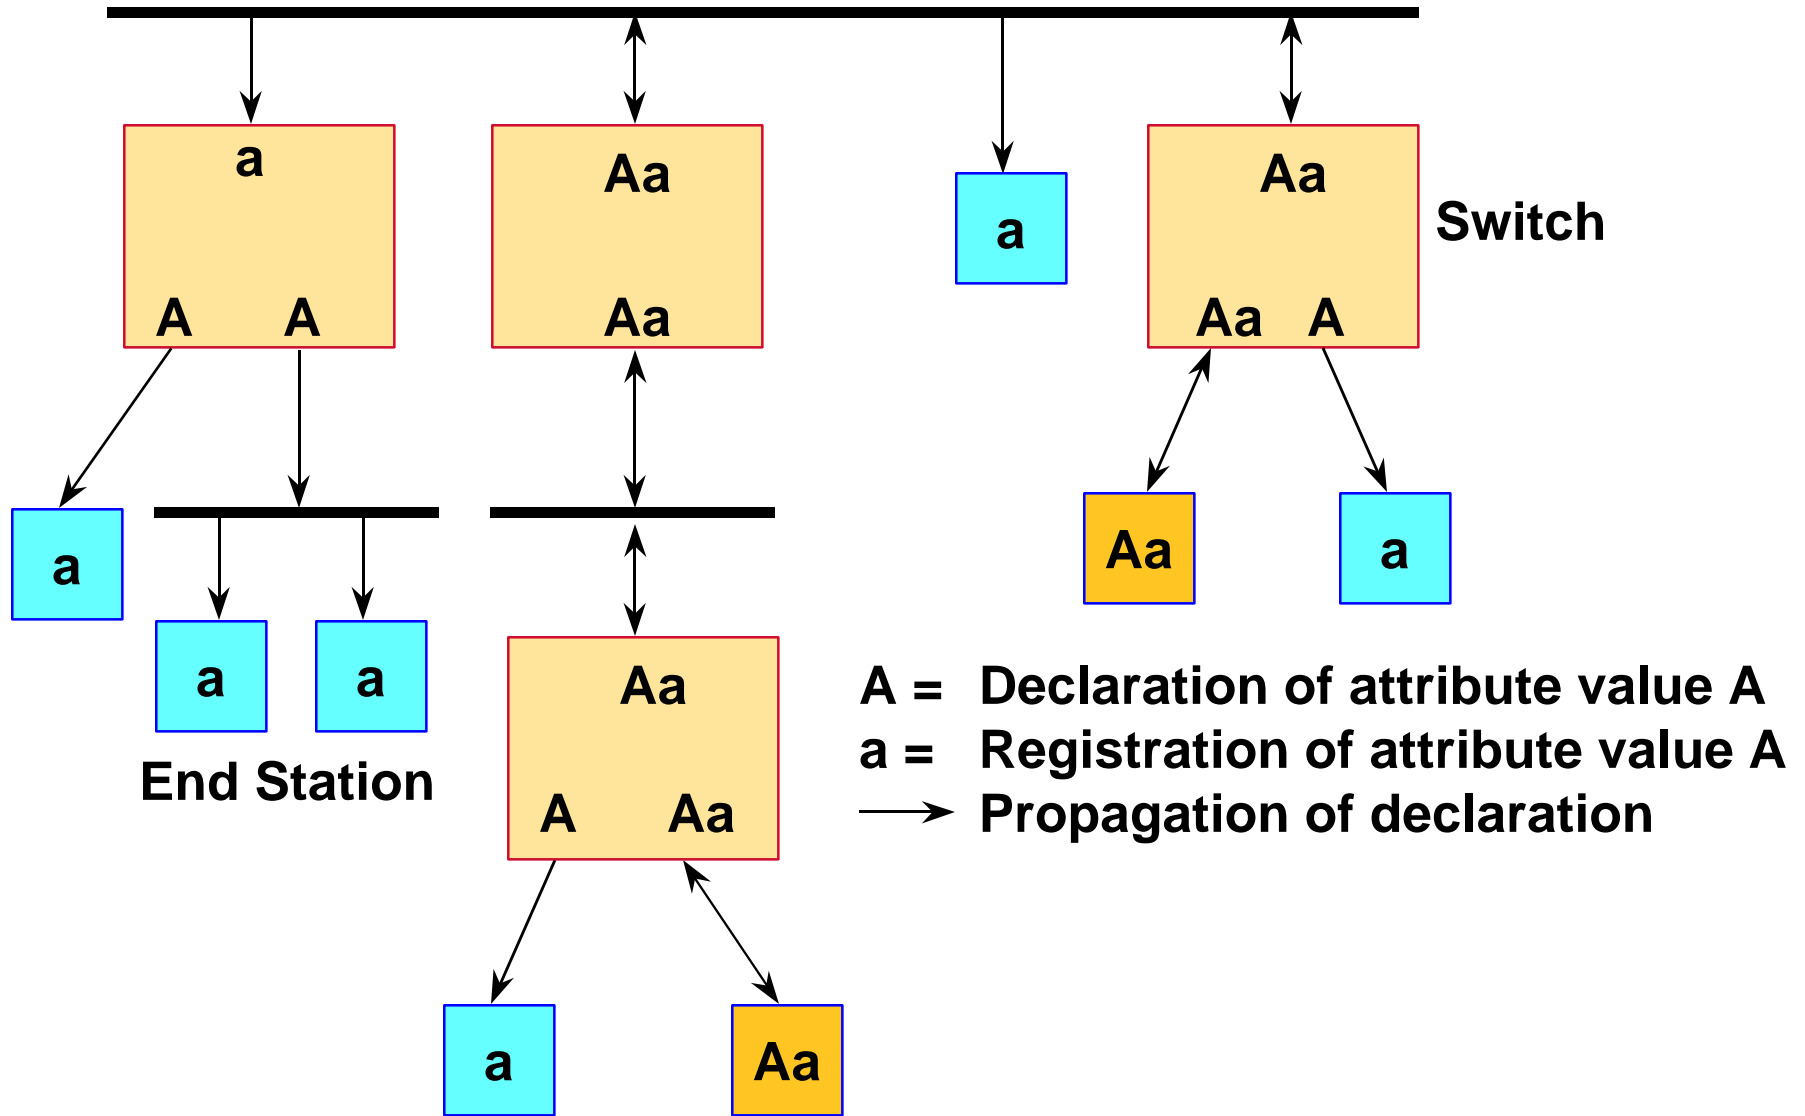 a
Aa
Aa
a
Switch
A A
Aa
Aa A
a
Aa
a
a
a
End Station
Aa
A Aa
A = Declaration of attribute value A
a = Registration of attribute value A
Propagation of declaration
a
Aa